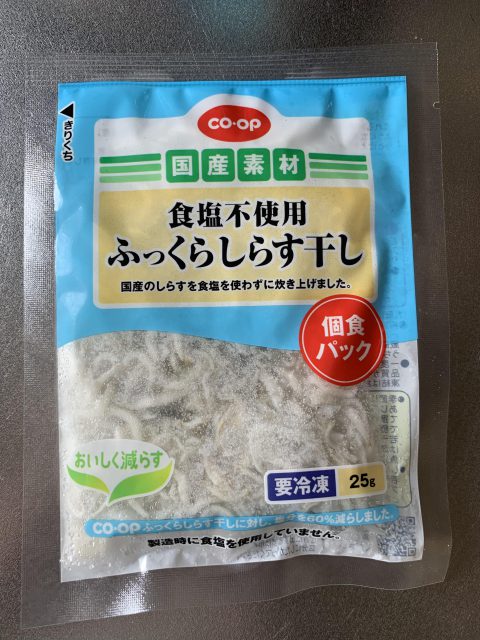 きりくち
CO·OP
国産素材
食塩不使用
ふっくらしらす干し
国産のしらすを食塩を使わずに炊き上げました。
個食
パック
おいしく減らす
要冷凍 25g
CO·OP ふっくらしらす干しに対し、塩分を60%減らしました。
製造時に食塩を使用していません。